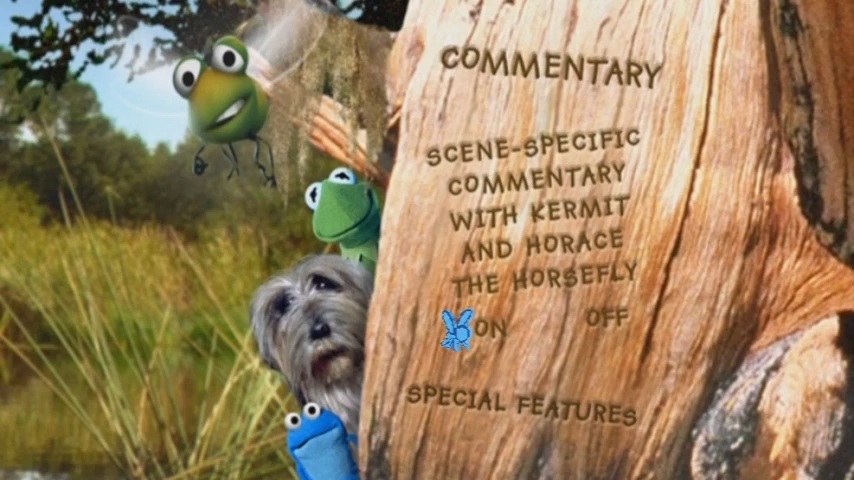 COMMENTARY
SCENE-SPECIFIC
COMMENTARY
WITH KERMIT
AND HORACE
THE HORSEFLY
ON OFF
SPECIAL FEATURES